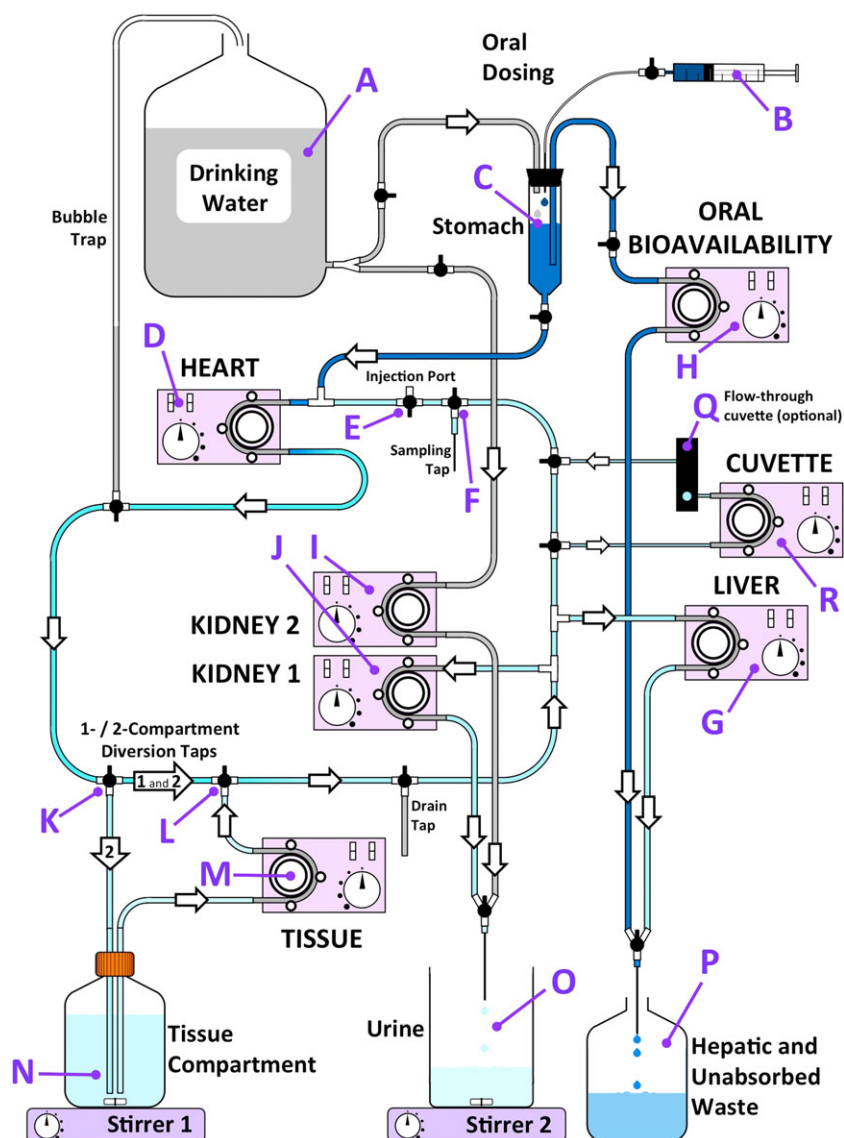 Oral
Dosing
A
B
Drinking
Water
C
Bubble
Trap
Stomach
ORAL
BIOAVAILABILITY
D
HEART
H
Injection Port
E
Q
Flow-through
cuvette (optional)
Sampling
Tap
F
CUVETTE
J
I
R
LIVER
KIDNEY 2
KIDNEY 1
G
1- / 2-Compartment
Diversion Taps
1 and 2
K
L
Drain
Tap
2
M
TISSUE
P
O
Urine
Tissue
Compartment
N
Hepatic and
Unabsorbed
Waste
Stirrer 1
Stirrer 2